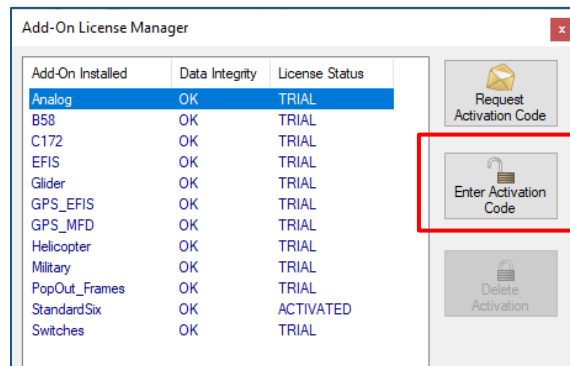 Add-On License Manager
x
Add-On Installed Data Integrity License Status
Analog OK TRIAL
B58 OK TRIAL
C172 OK TRIAL
EFIS OK TRIAL
Glider OK TRIAL
GPS_EFIS OK TRIAL
GPS_MFD OK TRIAL
Helicopter OK TRIAL
Military OK TRIAL
PopOut_Frames OK TRIAL
StandardSix OK ACTIVATED
Switches OK TRIAL
Request
Activation Code
Enter Activation
Code
Delete
Activation